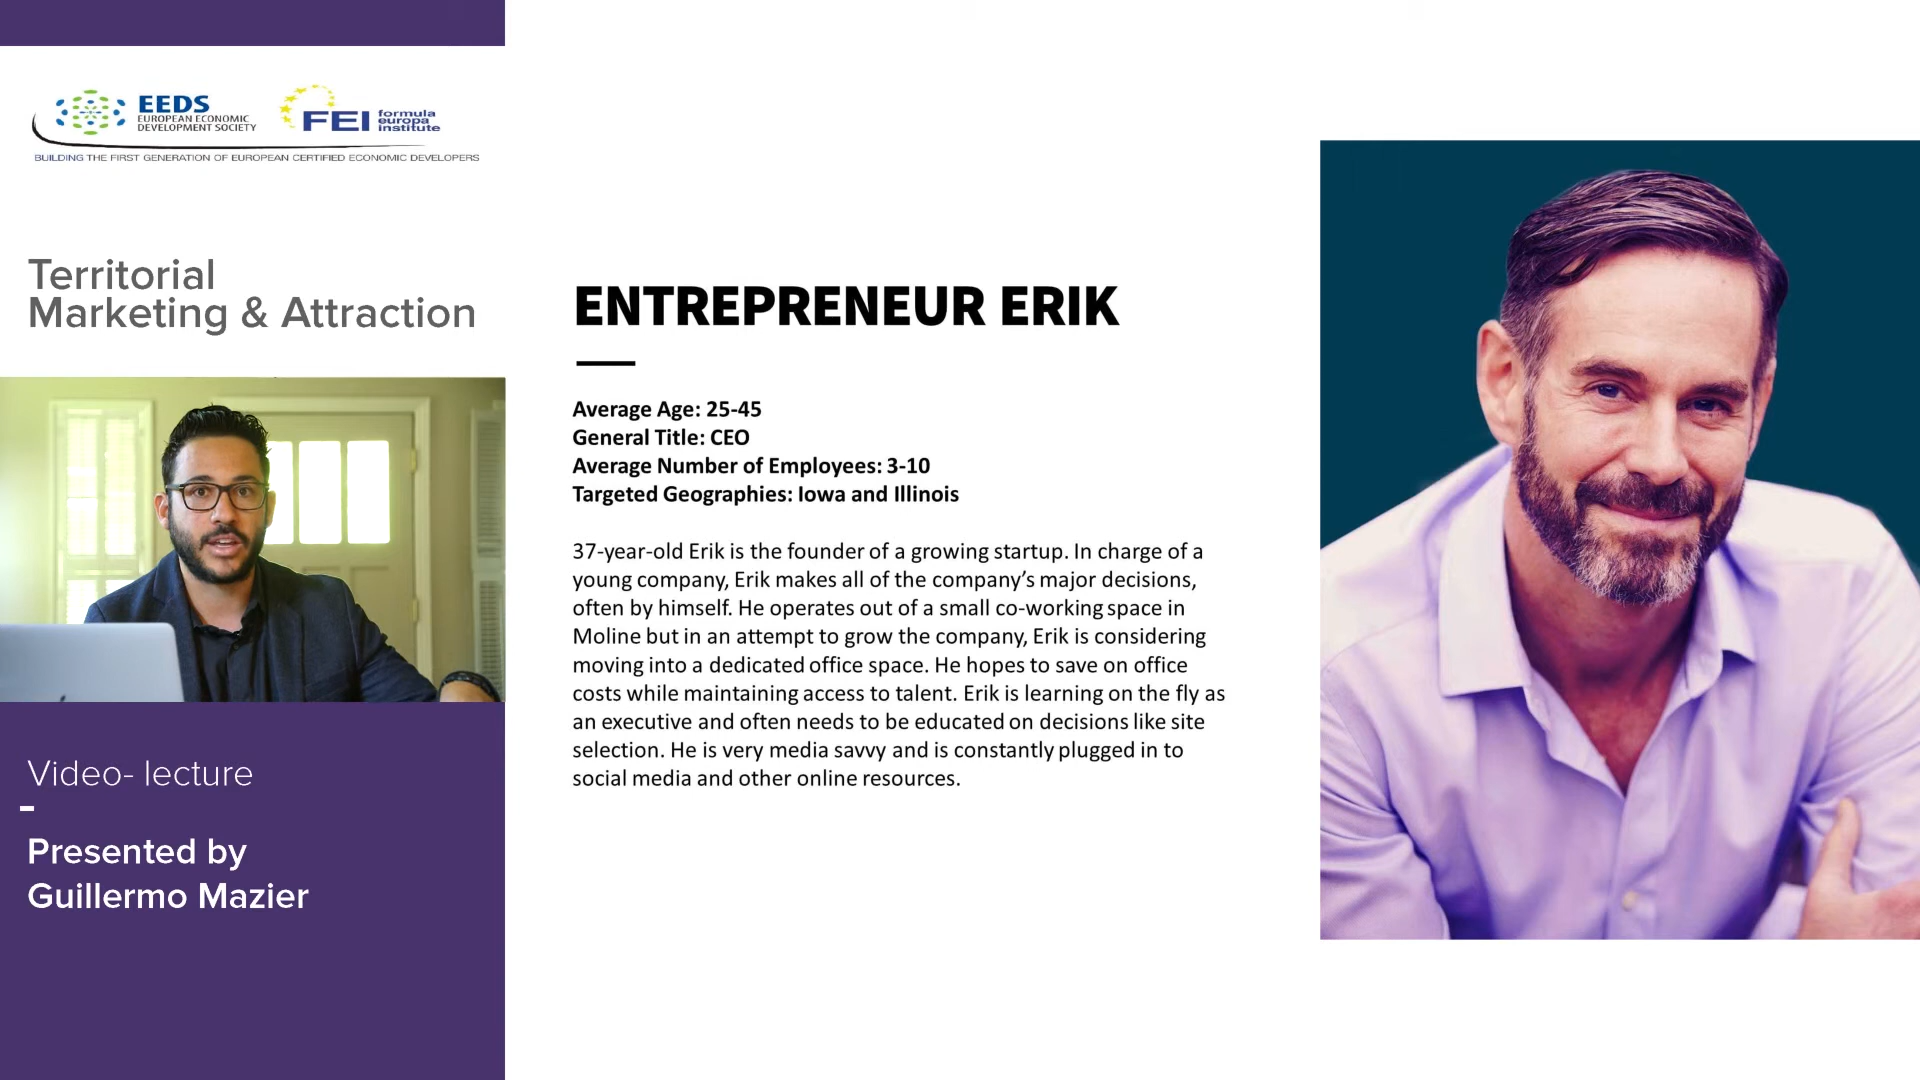 EEDS
EUROPEAN ECONOMIC
DEVELOPMENT SOCIETY
FEI formula
europa
institute
BUILDING THE FIRST GENERATION OF EUROPEAN CERTIFIED ECONOMIC DEVELOPERS
Territorial
Marketing & Attraction
Video- lecture
-
Presented by
Guillermo Mazier
ENTREPRENEUR ERIK
Average Age: 25-45
General Title: CEO
Average Number of Employees: 3-10
Targeted Geographies: Iowa and Illinois
37-year-old Erik is the founder of a growing startup. In charge of a
young company, Erik makes all of the company’s major decisions,
often by himself. He operates out of a small co-working space in
Moline but in an attempt to grow the company, Erik is considering
moving into a dedicated office space. He hopes to save on office
costs while maintaining access to talent. Erik is learning on the fly as
an executive and often needs to be educated on decisions like site
selection. He is very media savvy and is constantly plugged in to
social media and other online resources.